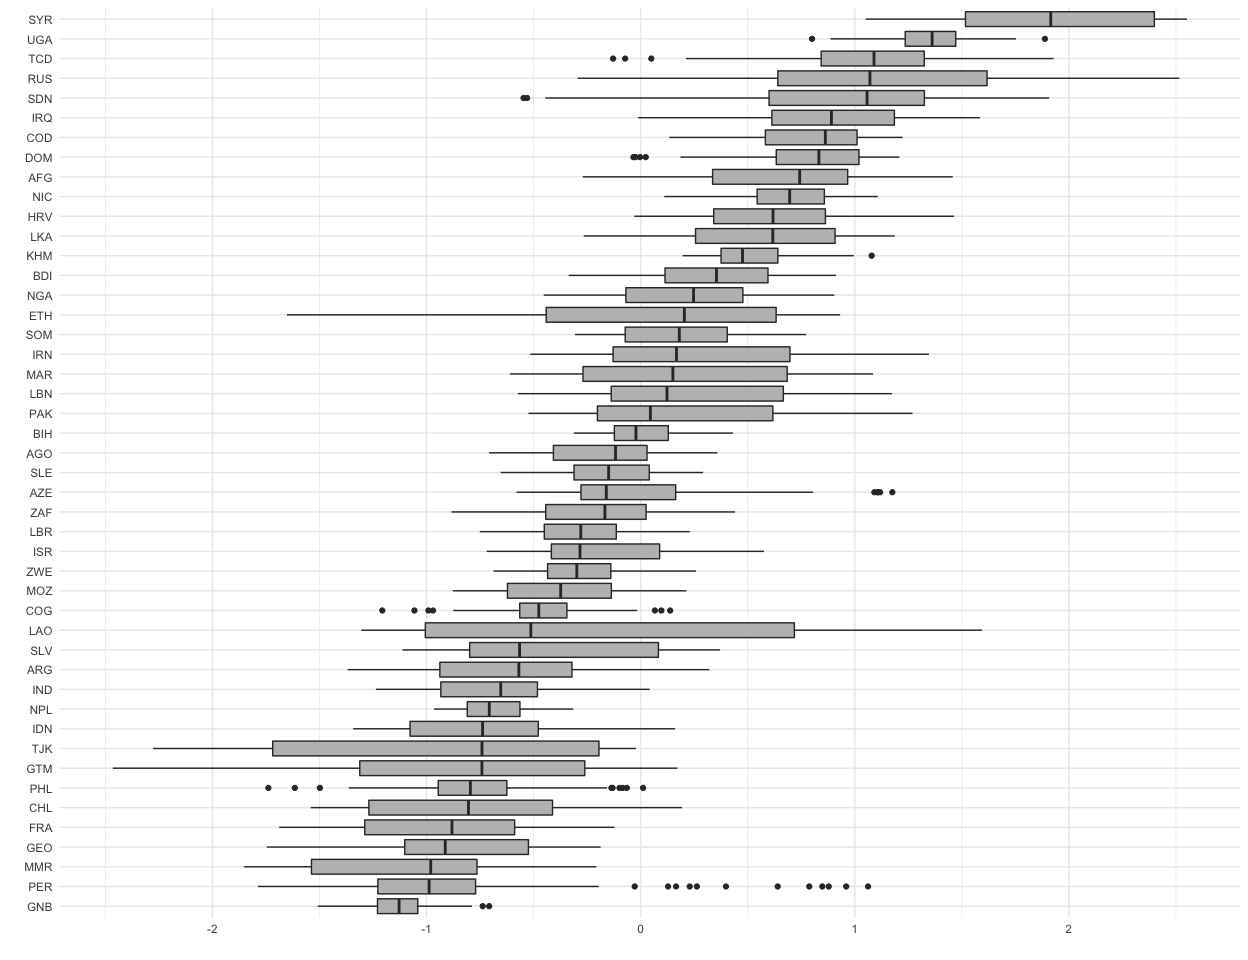 SYR
UGA
TCD
RUS
SDN
IRQ
COD
DOM
AFG
NIC
HRV
LKA
KHM
BDI
NGA
ETH
SOM
IRN
MAR
LBN
PAK
BIH
AGO
SLE
AZE
ZAF
LBR
ISR
ZWE
MOZ
COG
LAO
SLV
ARG
IND
NPL
IDN
TJK
GTM
PHL
CHL
FRA
GEO
MMR
PER
GNB
-2 -1 0 1 2